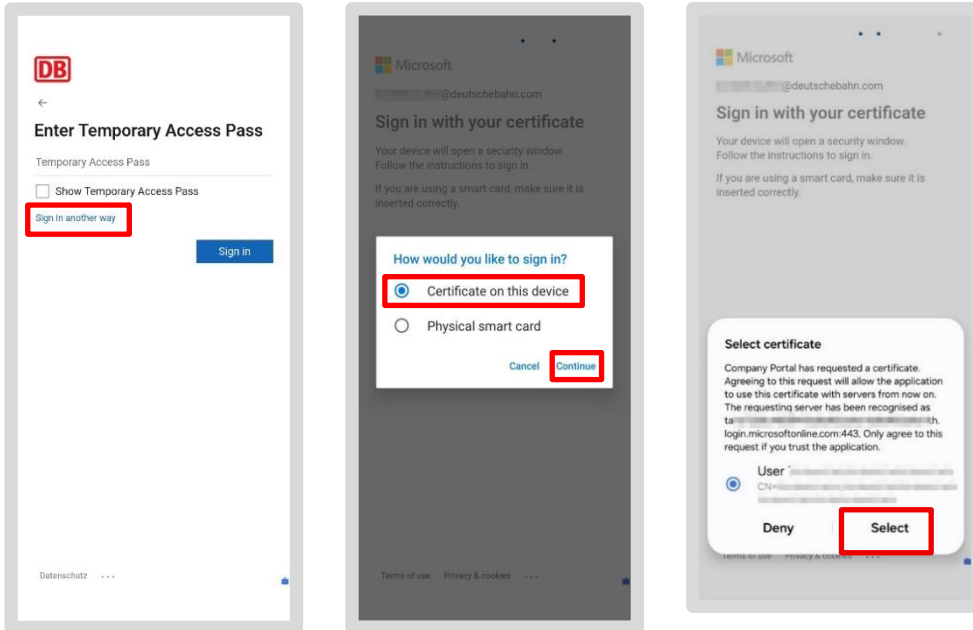 DB
←
Enter Temporary Access Pass
Temporary Access Pass
Show Temporary Access Pass
Sign in another way
Sign in
Datenschutz ...
Microsoft
@deutschebahn.com
Sign in with your certificate
Your device will open a security window.
Follow the instructions to sign in.
If you are using a smart card, make sure it is
inserted correctly.
How would you like to sign in?
Certificate on this device
Physical smart card
Cancel Continue
Terms of use Privacy & cookies ...
Microsoft
@deutschebahn.com
Sign in with your certificate
Your device will open a security window.
Follow the instructions to sign in.
If you are using a smart card, make sure it is
inserted correctly.
Select certificate
Company Portal has requested a certificate.
Agreeing to this request will allow the application
to use this certificate with servers from now on.
The requesting server has been recognised as
ta th.
login.microsoftonline.com:443. Only agree to this
request if you trust the application.
User
CN=
Deny Select
Terms of use Privacy & cookies ...